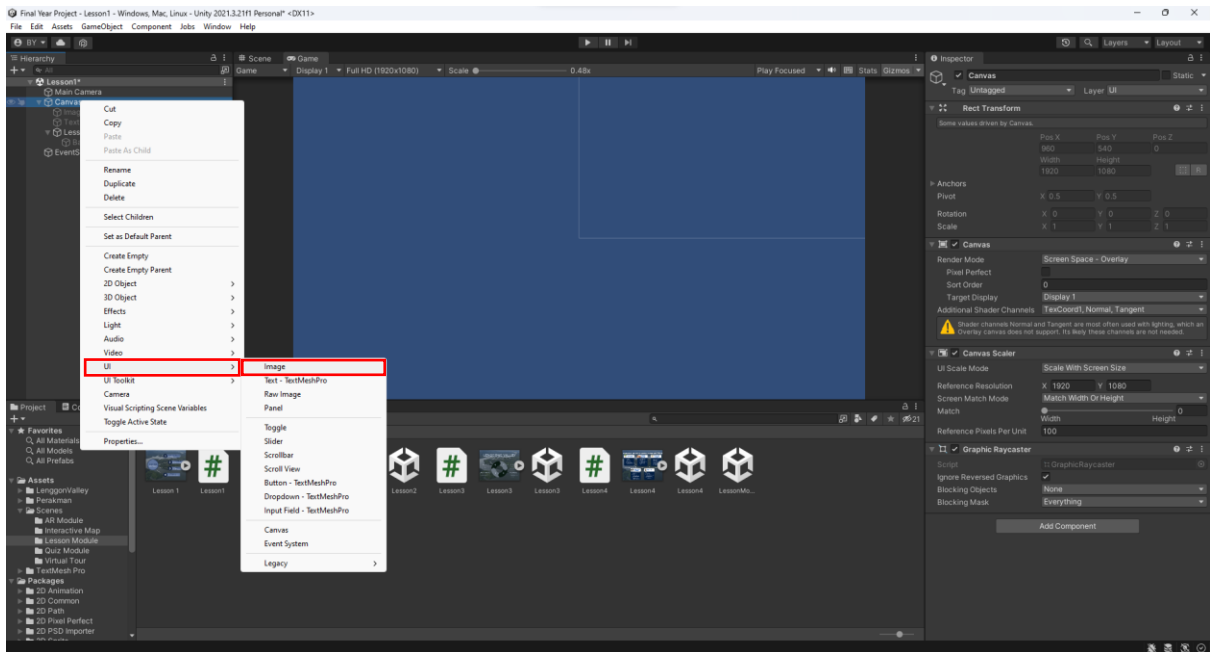 Final Year Project - Lesson1 - Windows, Mac, Linux - Unity 2021.3.21f1 Personal* <DX11>
File Edit Assets GameObject Component Jobs Window Help
BY
Layers Layout
Hierarchy
All
Lesson1*
Main Camera
Canvas
Imag
Text
Less
Ba
EventS
Scene Game
Game Display 1 Full HD (1920x1080) Scale 0.48x Play Focused Stats Gizmos
Cut
Copy
Paste
Paste As Child
Rename
Duplicate
Delete
Select Children
Set as Default Parent
Create Empty
Create Empty Parent
2D Object
3D Object
Effects
Light
Audio
Video
UI
UI Toolkit
Camera
Visual Scripting Scene Variables
Toggle Active State
Properties...
Image
Text - TextMeshPro
Raw Image
Panel
Toggle
Slider
Scrollbar
Scroll View
Button - TextMeshPro
Dropdown - TextMeshPro
Input Field - TextMeshPro
Canvas
Event System
Legacy
Inspector
Canvas Static
Tag Untagged Layer UI
Rect Transform
Some values driven by Canvas.
Pos X Pos Y Pos Z
960 540 0
Width Height
1920 1080
R
Anchors
Pivot X 0.5 Y 0.5
Rotation X 0 Y 0 Z 0
Scale X 1 Y 1 Z 1
Canvas
Render Mode Screen Space - Overlay
Pixel Perfect
Sort Order 0
Target Display Display 1
Additional Shader Channels TexCoord1, Normal, Tangent
Shader channels Normal and Tangent are most often used with lighting, which an
Overlay canvas does not support. Its likely these channels are not needed.
Canvas Scaler
UI Scale Mode Scale With Screen Size
Reference Resolution X 1920 Y 1080
Screen Match Mode Match Width Or Height
Match 0
Width Height
Reference Pixels Per Unit 100
Graphic Raycaster
Script GraphicRaycaster
Ignore Reversed Graphics
Blocking Objects None
Blocking Mask Everything
Add Component
Project Co
21
Favorites
All Materials
All Models
All Prefabs
Assets
LenggonValley
Perakman
Scenes
AR Module
Interactive Map
Lesson Module
Quiz Module
Virtual Tour
TextMesh Pro
Packages
2D Animation
2D Common
2D Path
2D Pixel Perfect
2D PSD Importer
2D Sprite
Lesson 1 Lesson1 Lesson2 Lesson3 Lesson3 Lesson3 Lesson4 Lesson4 Lesson4 LessonMo...